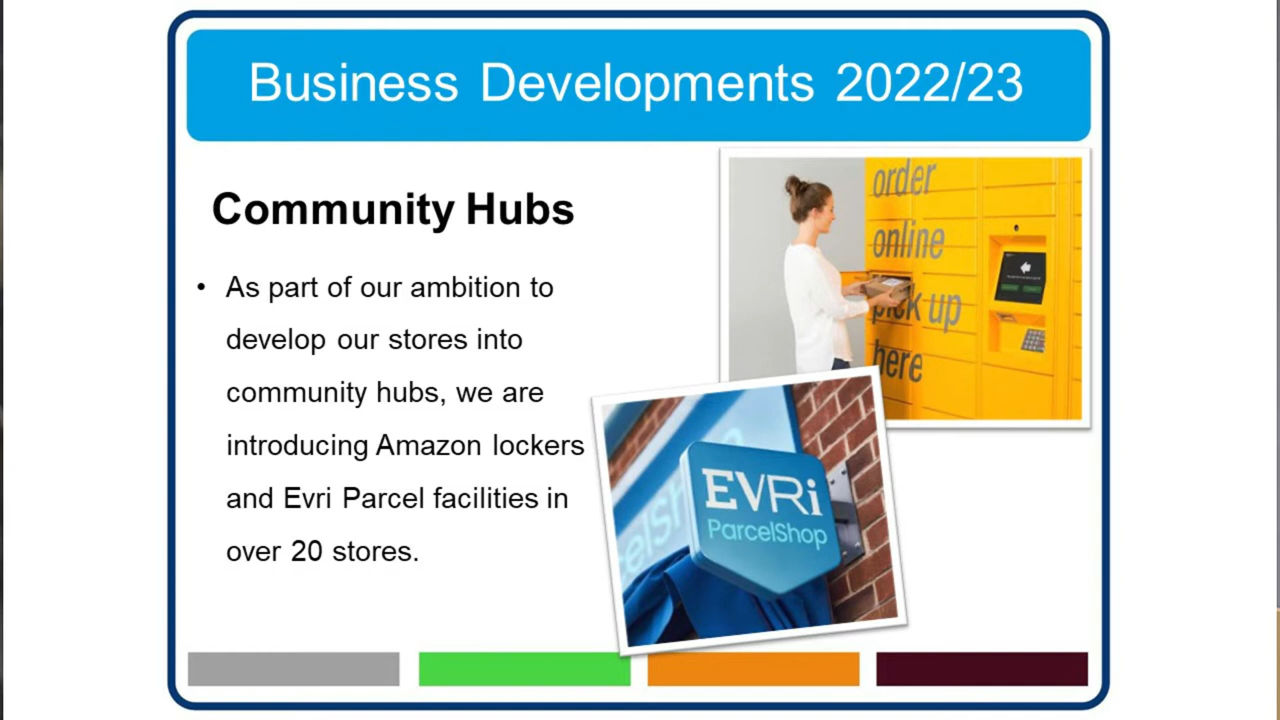 Business Developments 2022/23
Community Hubs
• As part of our ambition to
develop our stores into
community hubs, we are
introducing Amazon lockers
and Evri Parcel facilities in
over 20 stores.
order
online
pick up
here
EVRi
ParcelShop